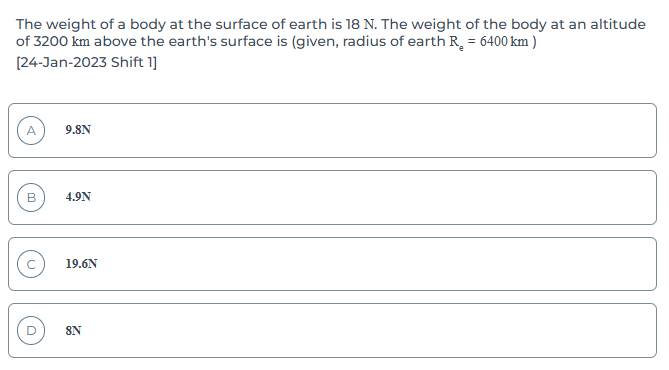 The weight of a body at the surface of earth is 18 N. The weight of the body at an altitude
of 3200 km above the earth's surface is (given, radius of earth Rₑ = 6400 km )
[24-Jan-2023 Shift 1]
A 9.8N
B 4.9N
C 19.6N
D 8N